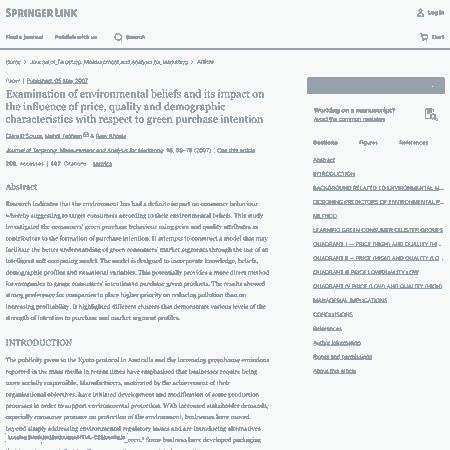 SPRINGER LINK
Log in
Find a journal Publish with us Search Cart
Home > Journal of Targeting, Measurement and Analysis for Marketing > Article
Published: 05 May 2007
Examination of environmental beliefs and its impact on
the influence of price, quality and demographic
characteristics with respect to green purchase intention
Clare D'Souza, Mehdi Taghian & Rajiv Khosla
Journal of Targeting, Measurement and Analysis for Marketing 15, 69–78 (2007) Cite this article
Accesses Citations Metrics
Abstract
Research indicates that the environment has had a definite impact on consumer behaviour
whereby suggesting to target consumers according to their environmental beliefs. This study
investigated the consumers' green purchase behaviour using price and quality attributes as
contributors to the formation of purchase intention. It attempts to construct a model that may
facilitate the better understanding of green consumers' market segments through the use of an
intelligent soft computing model. The model is designed to incorporate knowledge, beliefs,
demographic profiles and situational variables. This potentially provides a more direct method
for companies to gauge consumers' intention to purchase green products. The results showed
strong preference for companies to place higher priority on reducing pollution than on
increasing profitability. It highlighted different clusters that demonstrate various levels of the
strength of intention to purchase and market segment profiles.
INTRODUCTION
The publicity given to the Kyoto protocol in Australia and the increasing greenhouse emissions
reported in the mass media in recent times have emphasised that businesses require being
more socially responsible. Manufacturers, motivated by the achievement of their
organisational objectives, have initiated development and modification of some production
processes in order to support environmental protection. With increased stakeholder demands,
especially consumer pressure on protection of the environment, businesses have moved
beyond simply addressing environmental regulatory issues and are introducing alternatives
Some business have developed packaging
Working on a manuscript?
Avoid the common mistakes
Sections Figures References
Abstract
INTRODUCTION
BACKGROUND RELATED TO ENVIRONMENTAL M...
DESIGNING PREDICTORS OF ENVIRONMENTAL P...
METHOD
LEARNING GREEN CONSUMER CLUSTER GROUPS
QUADRANT I — PRICE (HIGH) AND QUALITY (HI...
QUADRANT II — PRICE (HIGH) AND QUALITY (LO...
QUADRANT IV PRICE (LOW) AND QUALITY (HIGH)
MANAGERIAL IMPLICATIONS
CONCLUSIONS
References
Author information
Rights and permissions
About this article